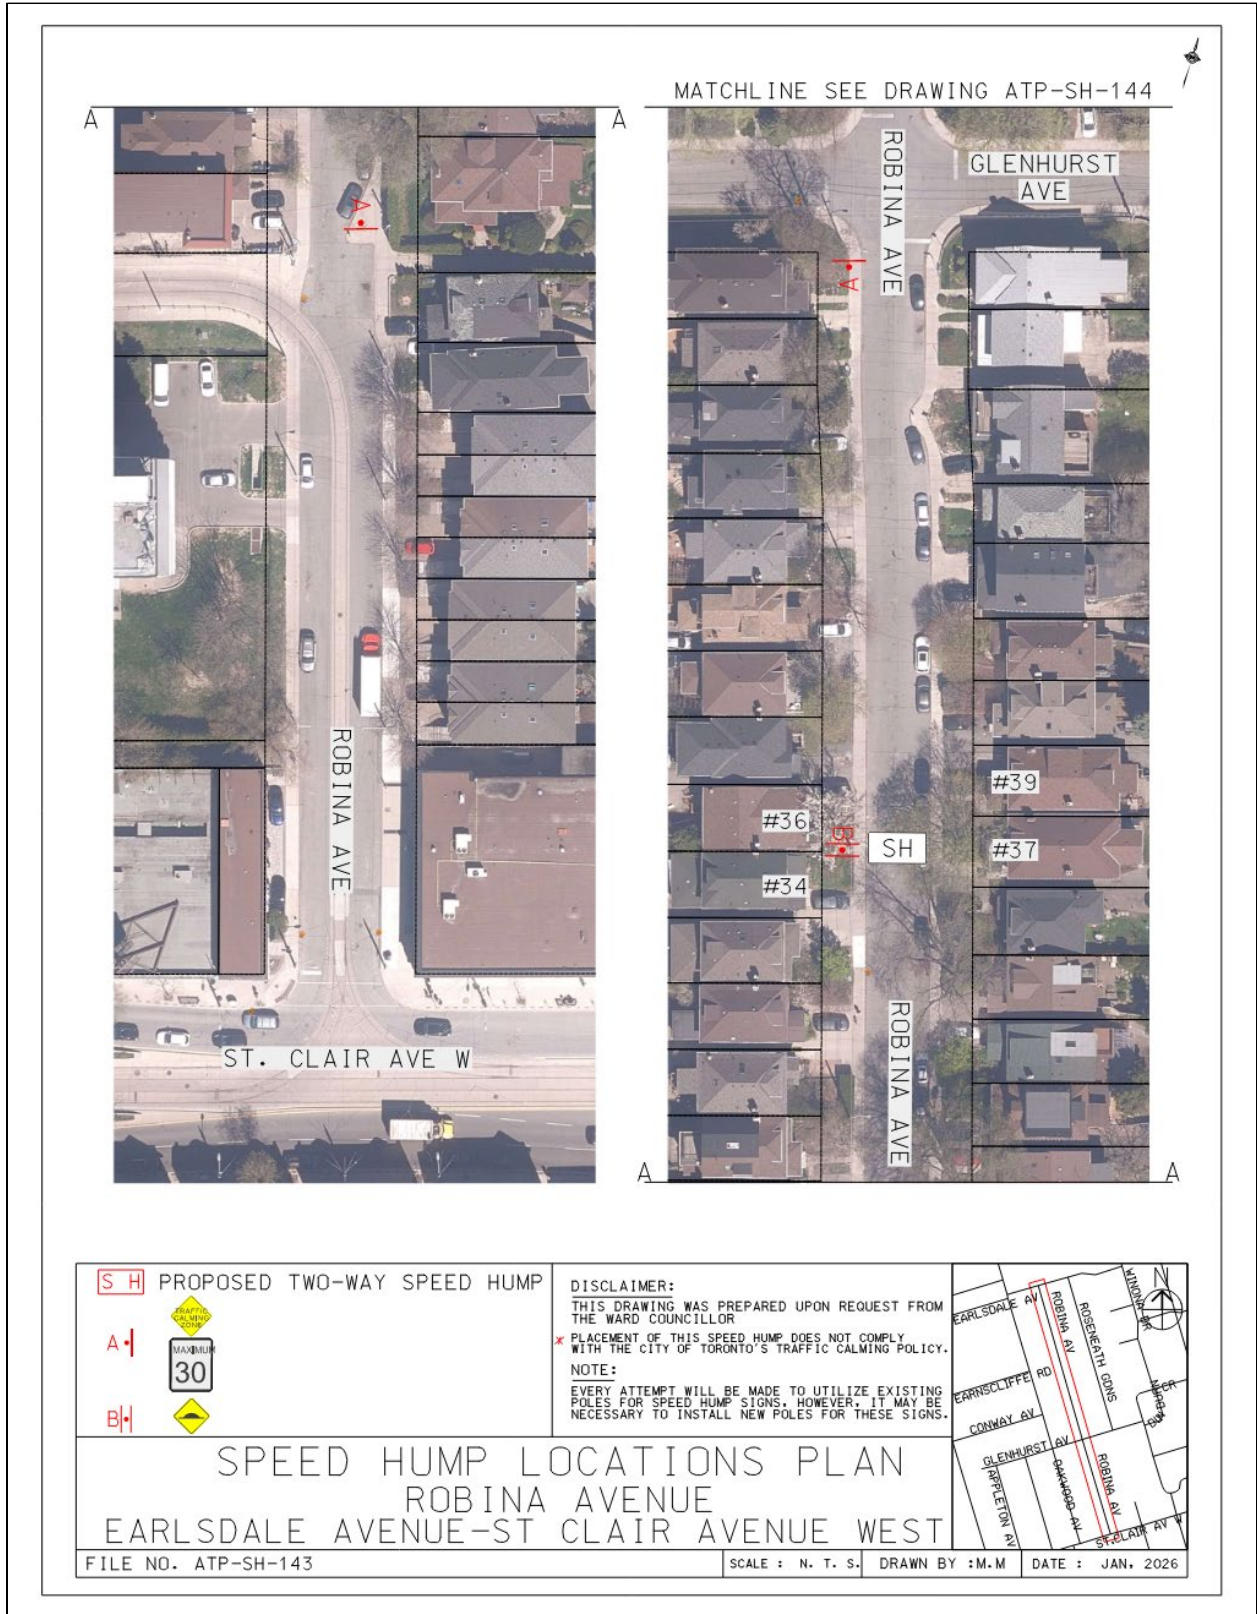 MATCHLINE SEE DRAWING ATP-SH-144
A
A
A
ROBINA AVE
GLENHURST
AVE
A
#39
#36
B
SH
#37
#34
ROBINA AVE
ROBINA AVE
ST. CLAIR AVE W
A
A
S H PROPOSED TWO-WAY SPEED HUMP
A
TRAFFIC
CALMING
ZONE
MAXIMUM
30
B
DISCLAIMER:
THIS DRAWING WAS PREPARED UPON REQUEST FROM
THE WARD COUNCILLOR
* PLACEMENT OF THIS SPEED HUMP DOES NOT COMPLY
WITH THE CITY OF TORONTO'S TRAFFIC CALMING POLICY.
NOTE:
EVERY ATTEMPT WILL BE MADE TO UTILIZE EXISTING
POLES FOR SPEED HUMP SIGNS. HOWEVER, IT MAY BE
NECESSARY TO INSTALL NEW POLES FOR THESE SIGNS.
N
EARLSDALE AV
ROBINA AV
ROSENEATH GDNS
WINONA DR
EARNSCLIFFE RD
CONWAY AV
GLENHURST AV
APPLETON AV
OAKWOOD AV
ROBINA AV
ST.CLAIR AV W
SPEED HUMP LOCATIONS PLAN
ROBINA AVENUE
EARLSDALE AVENUE-ST CLAIR AVENUE WEST
FILE NO. ATP-SH-143
SCALE : N. T. S.
DRAWN BY :M.M
DATE : JAN, 2026